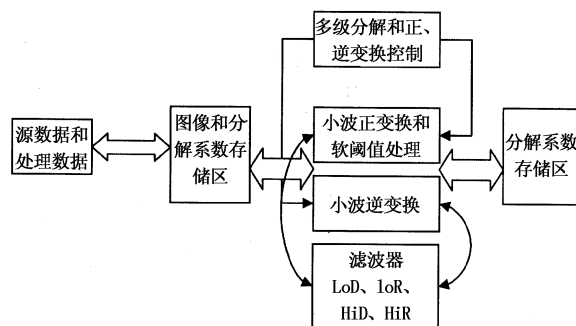 多级分解和正、
逆变换控制
源数据和
处理数据
图像和分
解系数存
储区
小波正变换和
软阈值处理
分解系数
存储区
小波逆变换
滤波器
LoD、loR、
HiD、HiR